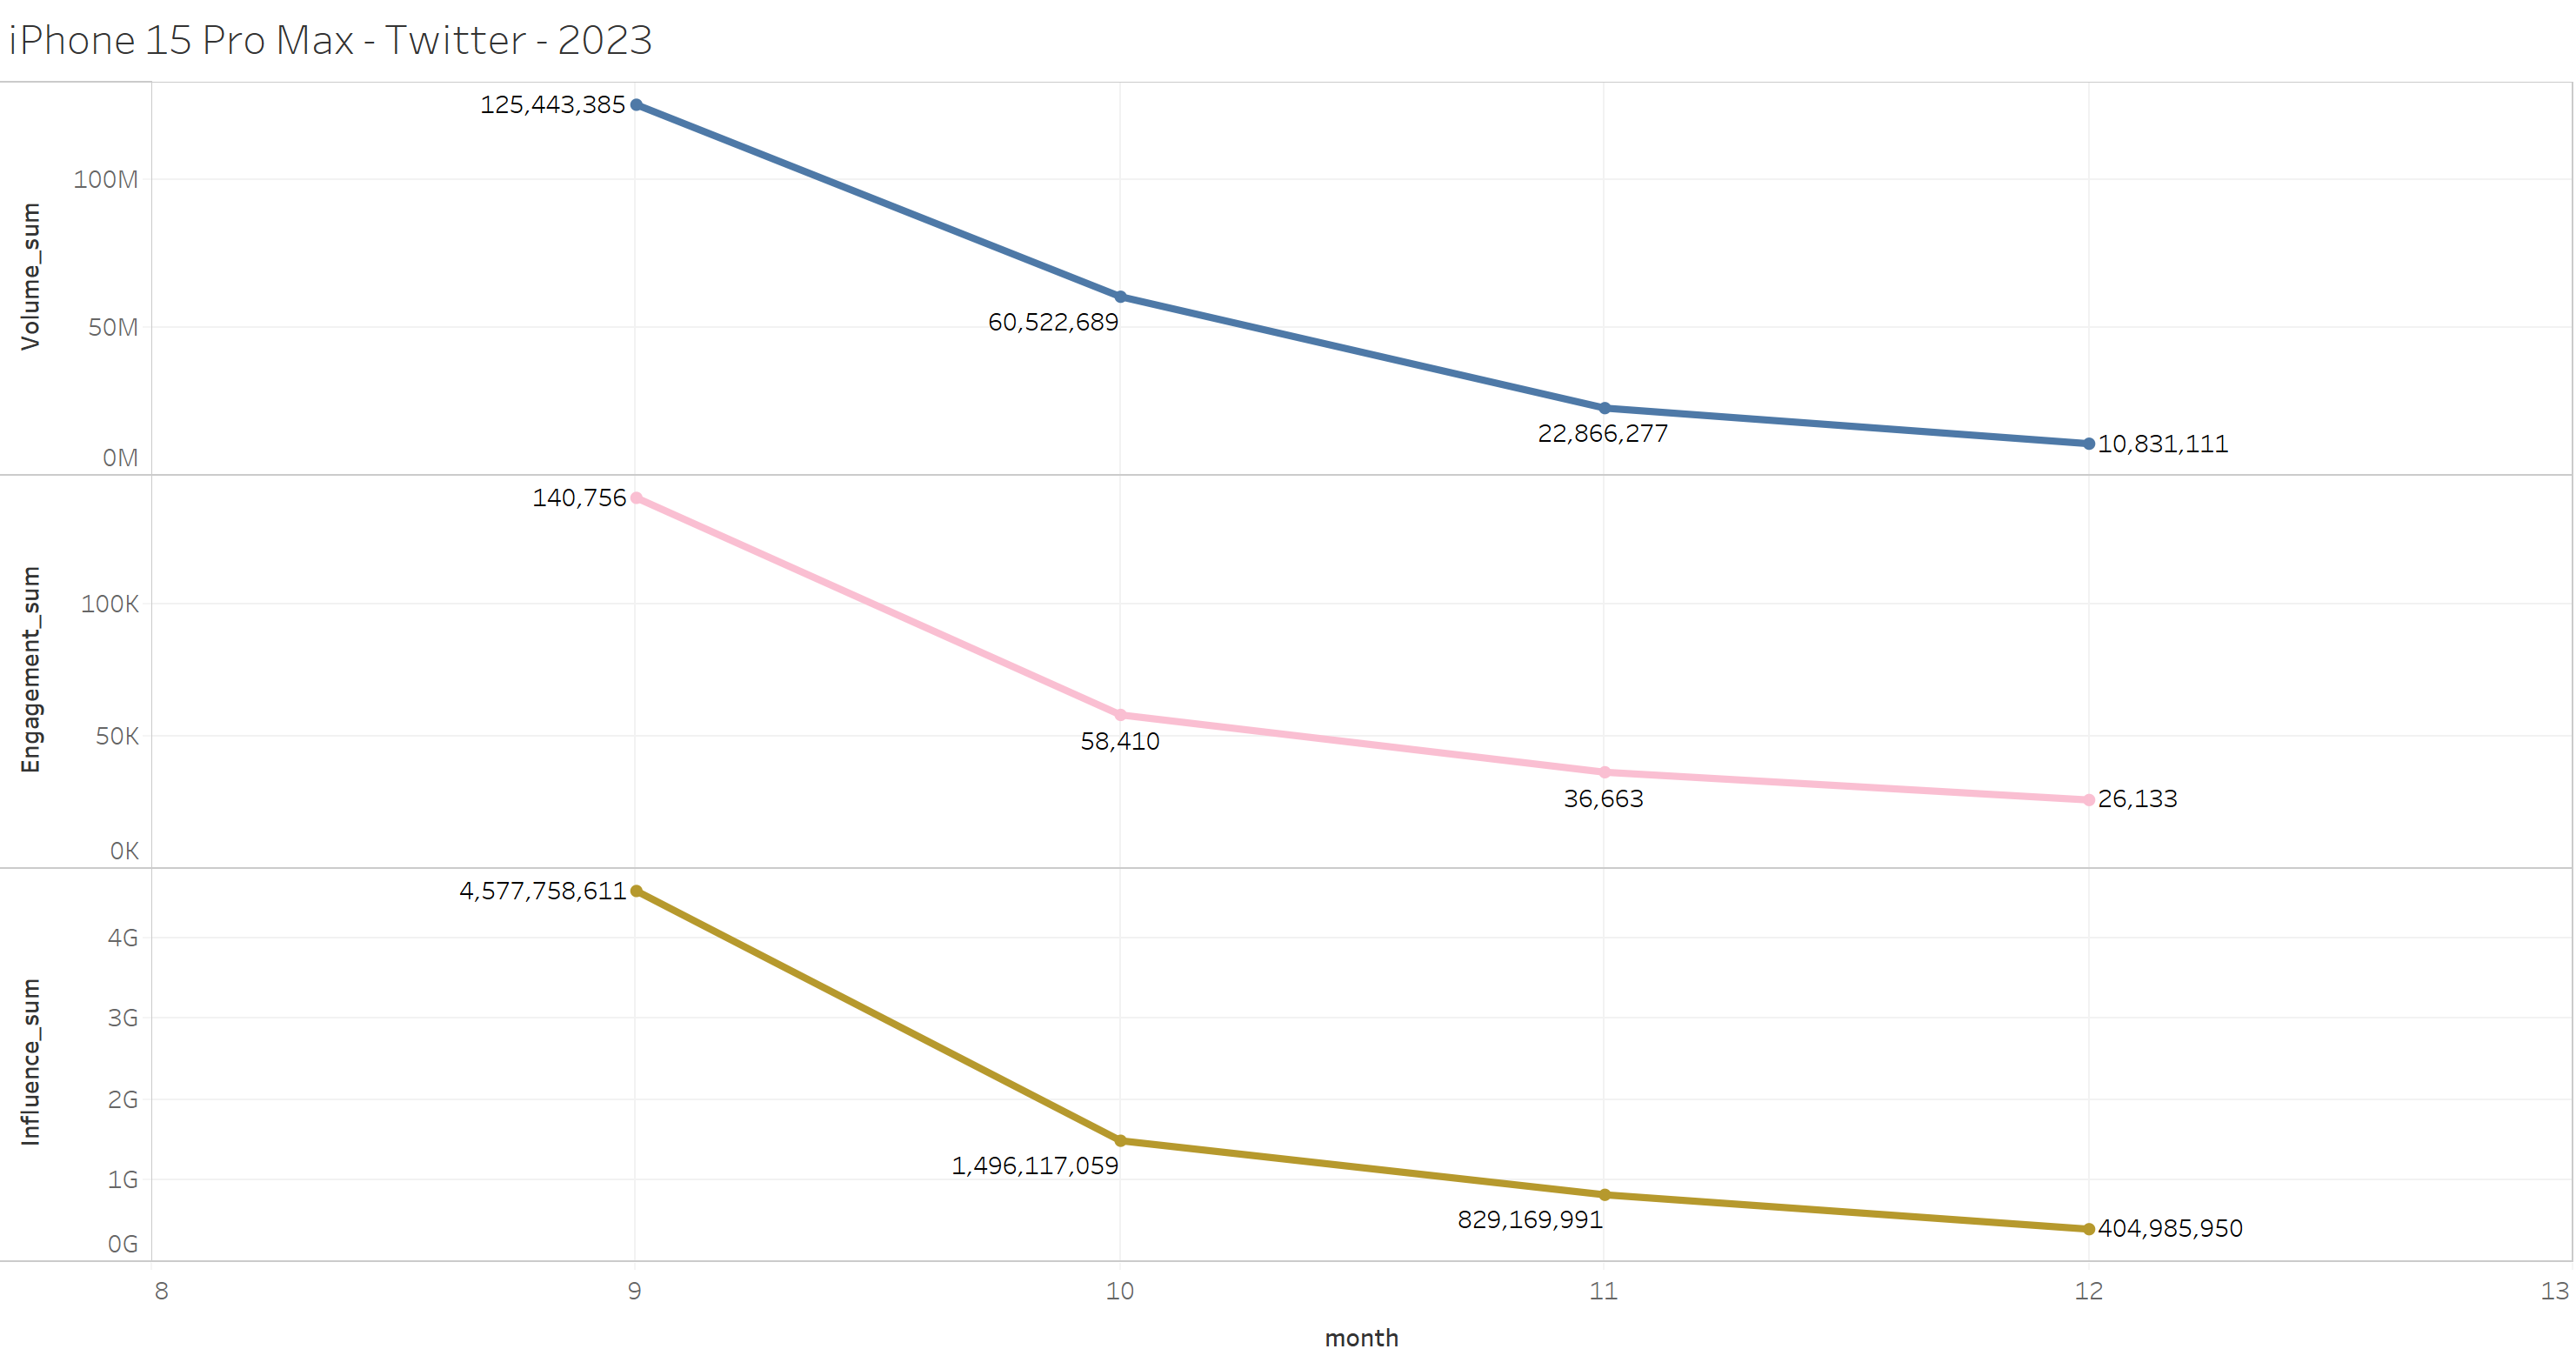 iPhone 15 Pro Max - Twitter - 2023
Volume_sum
100M
50M
0M
125,443,385
60,522,689
22,866,277
10,831,111
Engagement_sum
100K
50K
0K
140,756
58,410
36,663
26,133
Influence_sum
4G
3G
2G
1G
0G
4,577,758,611
1,496,117,059
829,169,991
404,985,950
8 9 10 11 12 13
month